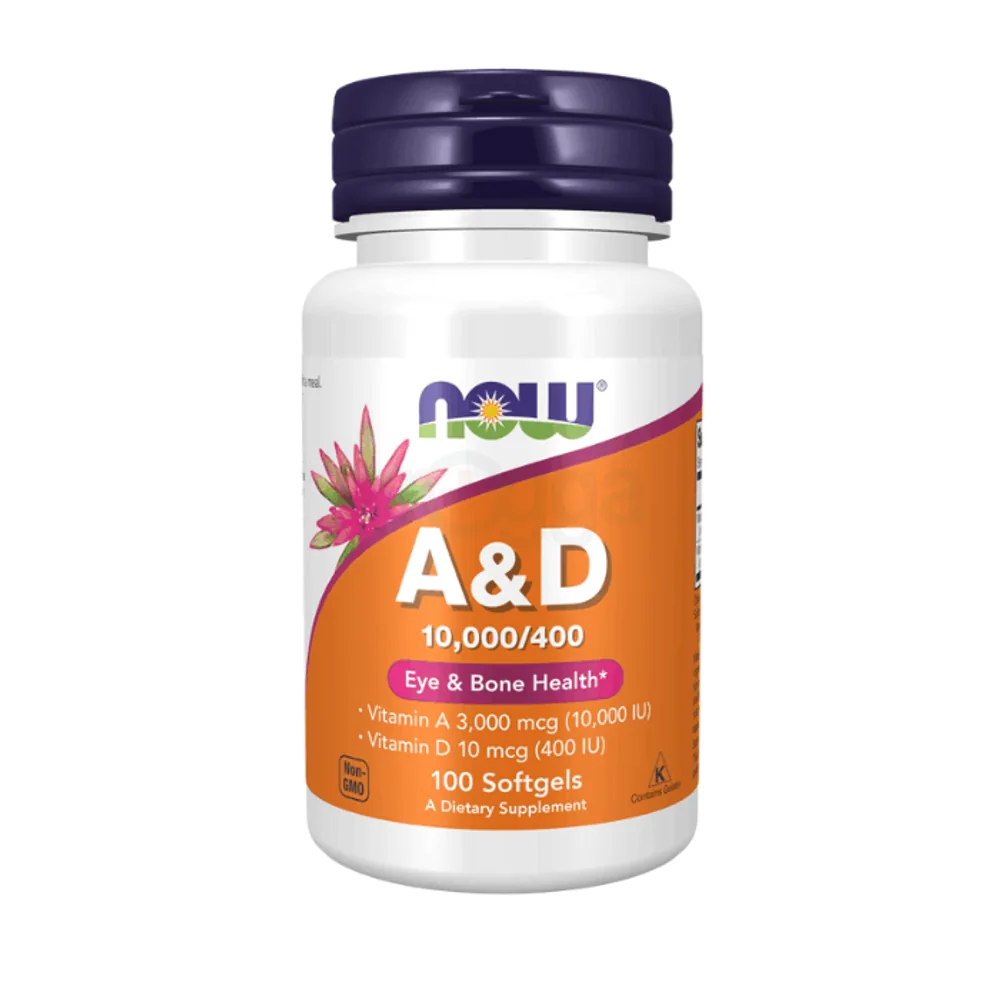 now®
A&D
10,000/400
Eye & Bone Health*
• Vitamin A 3,000 mcg (10,000 IU)
• Vitamin D 10 mcg (400 IU)
100 Softgels
A Dietary Supplement
Non-
GMO
K
Contains Gelatin
meal.